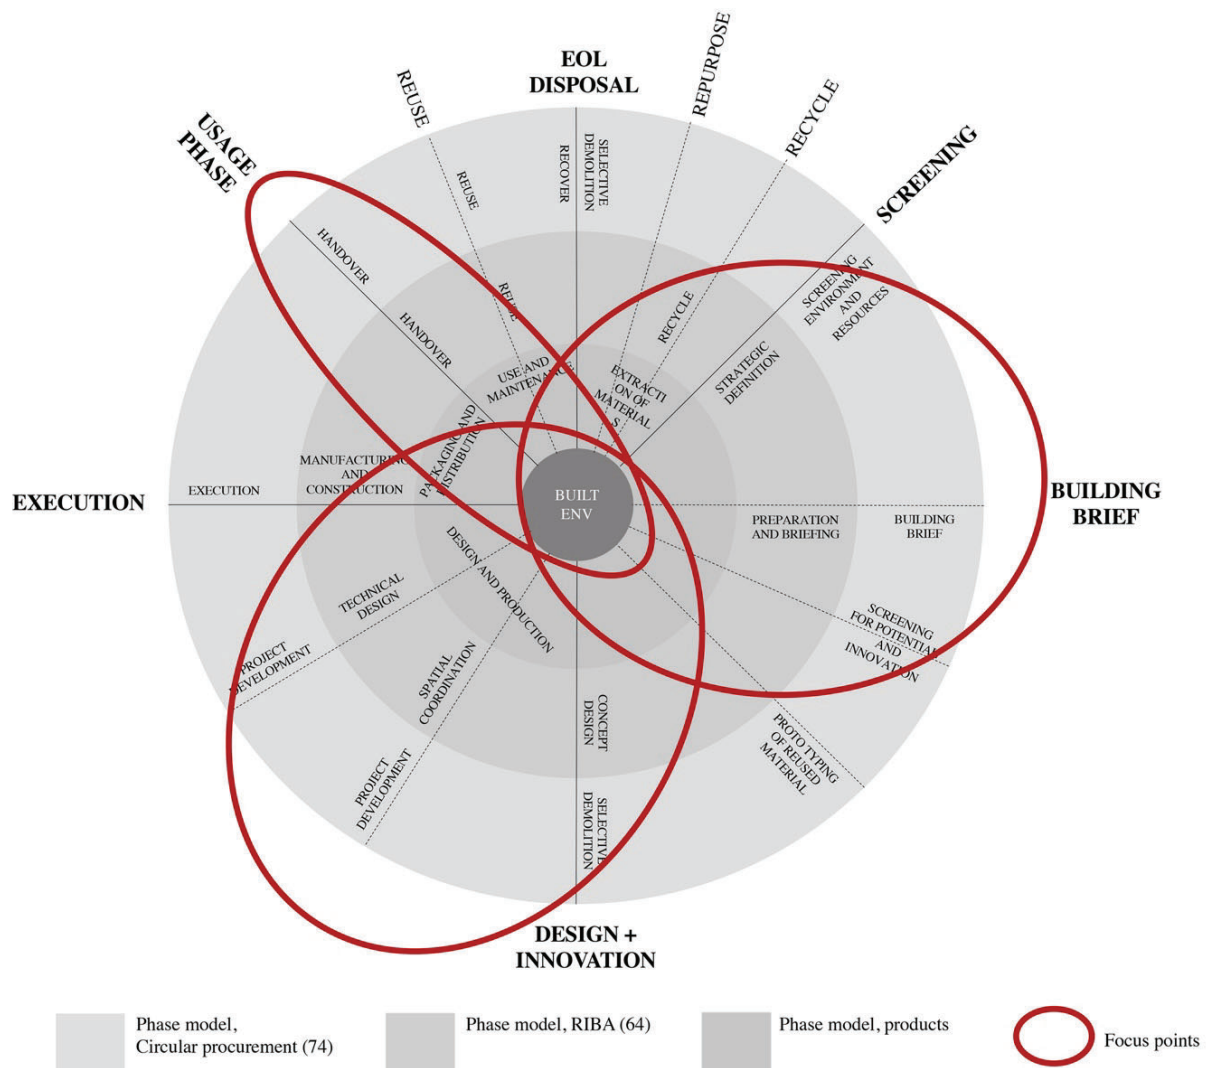 EOL
DISPOSAL
REUSE
REPURPOSE
RECYCLE
USAGE
PHASE
SCREENING
REUSE
RECOVER
SELECTIVE
DEMOLITION
HANDOVER
SCREENING
ENVIRONMENT
AND
RESOURCES
REUSE
RECYCLE
HANDOVER
STRATEGIC
DEFINITION
USE AND
MAINTENANCE
EXTRACTI
ON OF
MATERIAL
S
PACKAGING AND
DISTRIBUTION
MANUFACTURING
AND
CONSTRUCTION
EXECUTION
EXECUTION
BUILT
ENV
BUILDING
BRIEF
PREPARATION
AND BRIEFING
BUILDING
BRIEF
DESIGN AND PRODUCTION
TECHNICAL
DESIGN
PROJECT
DEVELOPMENT
SPATIAL
COORDINATION
SCREENING
FOR POTENTIAL
AND
INNOVATION
CONCEPT
DESIGN
PROTO TYPING
OF REUSED
MATERIAL
PROJECT
DEVELOPMENT
SELECTIVE
DEMOLITION
DESIGN +
INNOVATION
Phase model,
Circular procurement (74)
Phase model, RIBA (64)
Phase model, products
Focus points